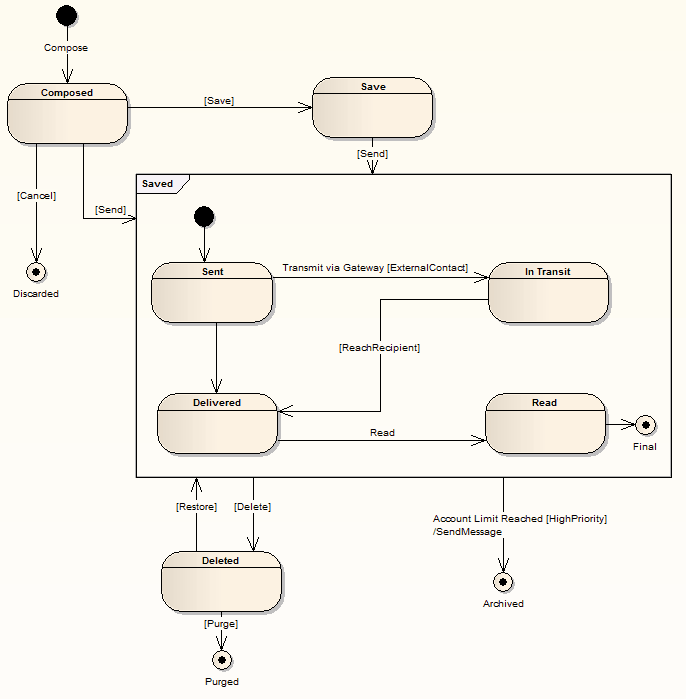 Compose
Composed
[Save]
Save
[Send]
[Cancel]
[Send]
Discarded
Saved
Sent
Transmit via Gateway [ExternalContact]
In Transit
[ReachRecipient]
Delivered
Read
Read
Final
[Restore]
[Delete]
Account Limit Reached [HighPriority]
/SendMessage
Deleted
Archived
[Purge]
Purged